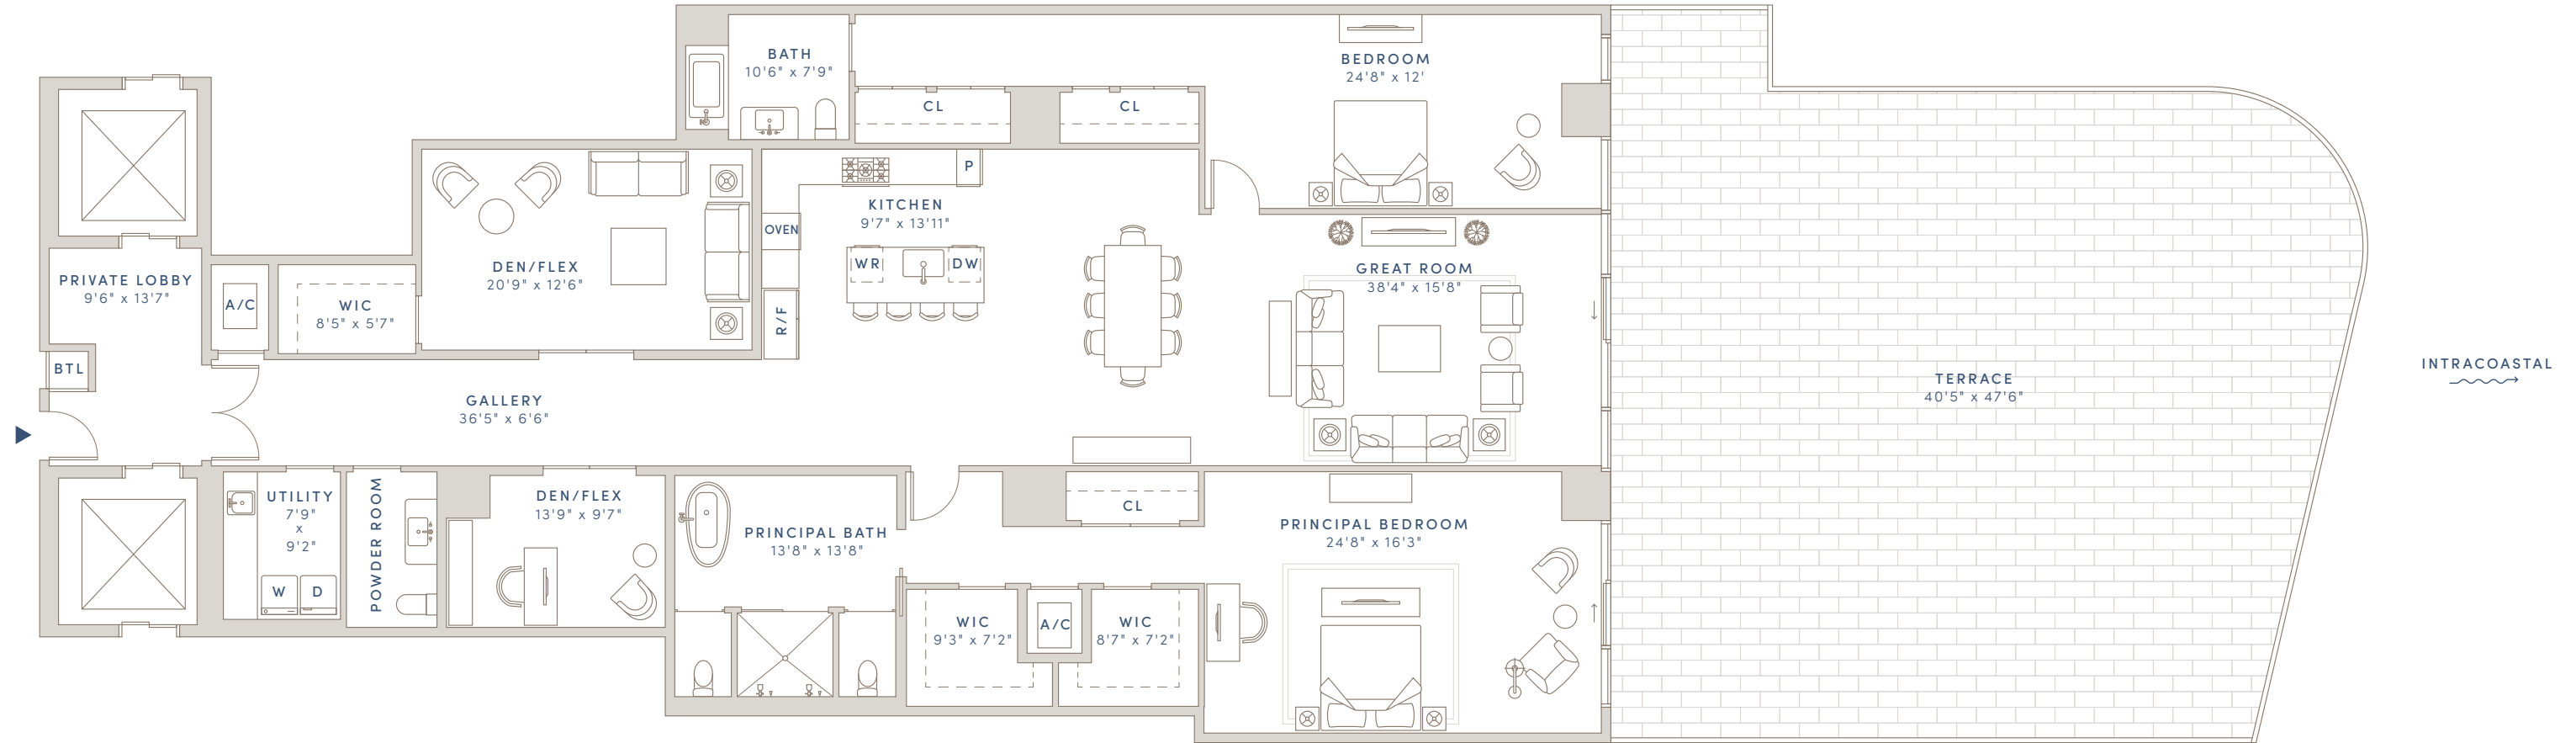 BATH
10'6" x 7'9"
CL
CL
BEDROOM
24'8" x 12'
P
KITCHEN
9'7" x 13'11"
OVEN
WR
DW
R/F
DEN/FLEX
20'9" x 12'6"
GREAT ROOM
38'4" x 15'8"
PRIVATE LOBBY
9'6" x 13'7"
A/C
WIC
8'5" x 5'7"
BTL
GALLERY
36'5" x 6'6"
TERRACE
40'5" x 47'6"
INTRACOASTAL
UTILITY
7'9"
x
9'2"
W
D
POWDER ROOM
DEN/FLEX
13'9" x 9'7"
PRINCIPAL BATH
13'8" x 13'8"
CL
PRINCIPAL BEDROOM
24'8" x 16'3"
WIC
9'3" x 7'2"
A/C
WIC
8'7" x 7'2"